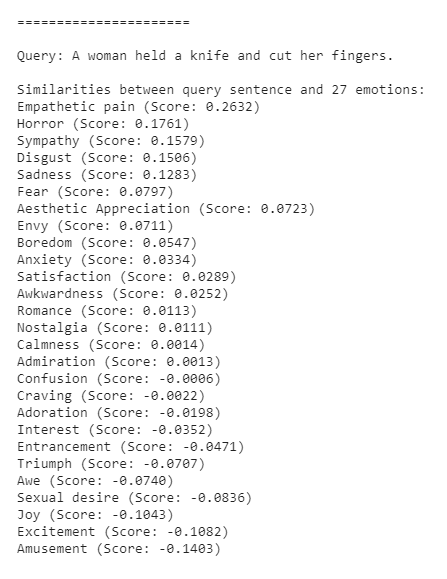 ======================
Query: A woman held a knife and cut her fingers.
Similarities between query sentence and 27 emotions:
Empathetic pain (Score: 0.2632)
Horror (Score: 0.1761)
Sympathy (Score: 0.1579)
Disgust (Score: 0.1506)
Sadness (Score: 0.1283)
Fear (Score: 0.0797)
Aesthetic Appreciation (Score: 0.0723)
Envy (Score: 0.0711)
Boredom (Score: 0.0547)
Anxiety (Score: 0.0334)
Satisfaction (Score: 0.0289)
Awkwardness (Score: 0.0252)
Romance (Score: 0.0113)
Nostalgia (Score: 0.0111)
Calmness (Score: 0.0014)
Admiration (Score: 0.0013)
Confusion (Score: -0.0006)
Craving (Score: -0.0022)
Adoration (Score: -0.0198)
Interest (Score: -0.0352)
Entrancement (Score: -0.0471)
Triumph (Score: -0.0707)
Awe (Score: -0.0740)
Sexual desire (Score: -0.0836)
Joy (Score: -0.1043)
Excitement (Score: -0.1082)
Amusement (Score: -0.1403)